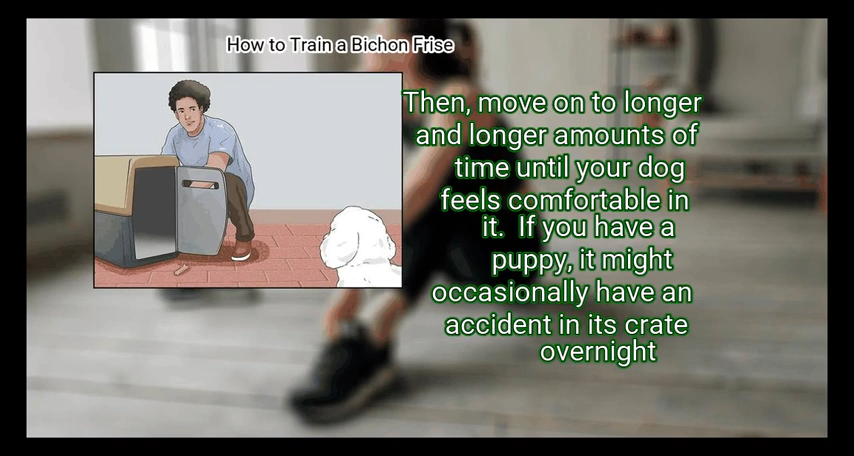 How to Train a Bichon Frise
Then, move on to longer
and longer amounts of
time until your dog
feels comfortable in
it. If you have a
puppy, it might
occasionally have an
accident in its crate
overnight